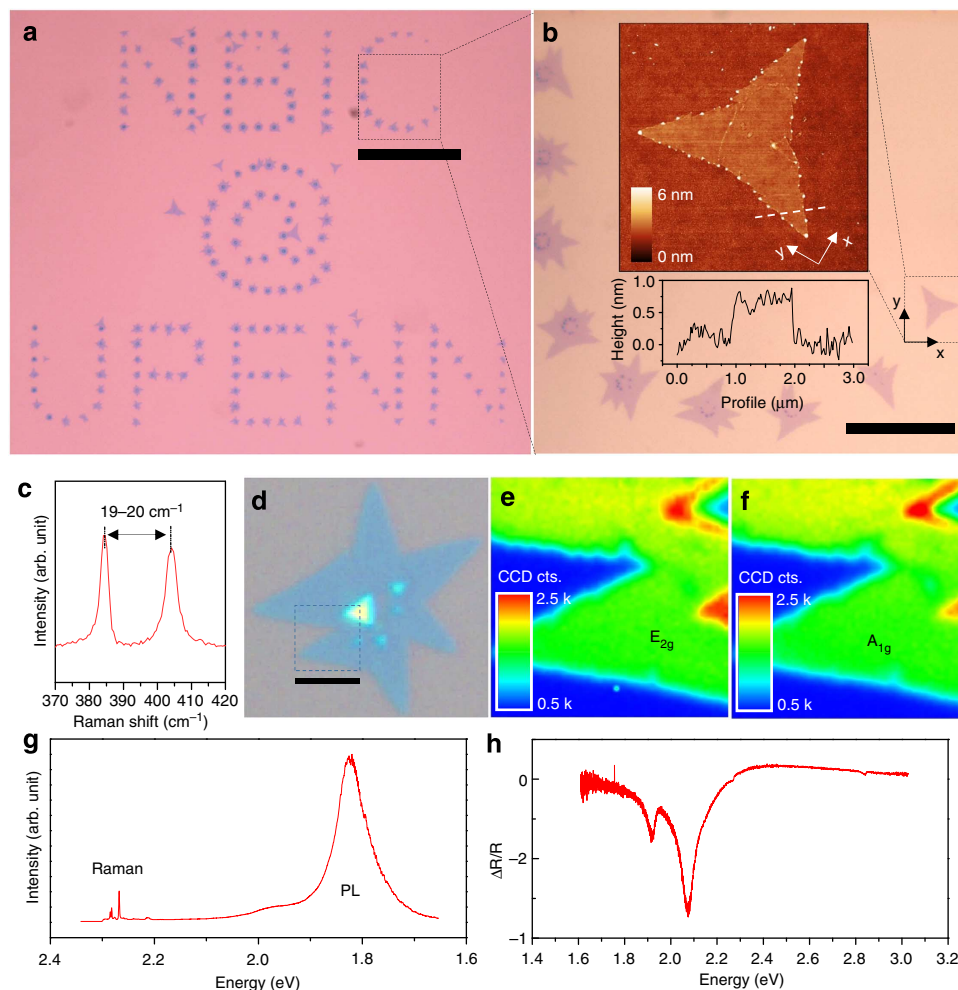 a
NBIC
@
UPENN
b
6 nm
0 nm
x
y
Height (nm)
1.0
0.0
0.0 1.0 2.0 3.0
Profile (μm)
y
x
c
19–20 cm⁻¹
Intensity (arb. unit)
370 380 390 400 410 420
Raman shift (cm⁻¹)
d
e
CCD cts.
2.5 k
0.5 k
E₂g
f
CCD cts.
2.5 k
0.5 k
A₁g
g
Intensity (arb. unit)
Raman
PL
2.4 2.2 2.0 1.8 1.6
Energy (eV)
h
ΔR/R
0
-2
-1
1.4 1.6 1.8 2.0 2.2 2.4 2.6 2.8 3.0 3.2
Energy (eV)